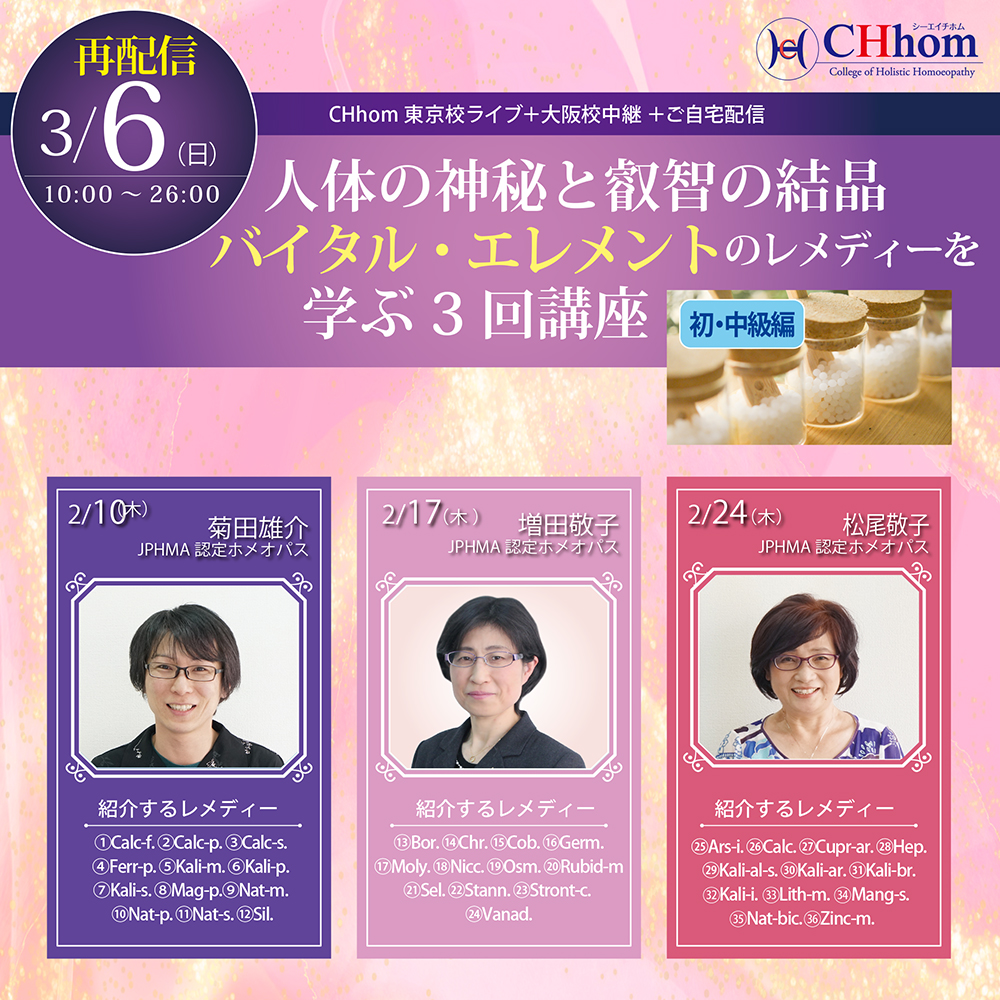 再配信
3/6(日)
10:00 ～ 26:00
シーエイチホム
CHhom
College of Holistic Homoeopathy
CHhom 東京校ライブ+大阪校中継 +ご自宅配信
人体の神秘と叡智の結晶
バイタル・エレメントのレメディーを
学ぶ3回講座
初・中級編
2/10(木)
菊田雄介
JPHMA 認定ホメオパス
紹介するレメディー
①Calc-f. ②Calc-p. ③Calc-s.
④Ferr-p. ⑤Kali-m. ⑥Kali-p.
⑦Kali-s. ⑧Mag-p.⑨Nat-m.
⑩Nat-p. ⑪Nat-s. ⑫Sil.
2/17(木)
増田敬子
JPHMA 認定ホメオパス
紹介するレメディー
⑬Bor. ⑭Chr. ⑮Cob. ⑯Germ.
⑰Moly. ⑱Nicc. ⑲Osm. ⑳Rubid-m
㉑Sel. ㉒Stann. ㉓Stront-c.
㉔Vanad.
2/24(木)
松尾敬子
JPHMA 認定ホメオパス
紹介するレメディー
㉕Ars-i. ㉖Calc. ㉗Cupr-ar. ㉘Hep.
㉙Kali-al-s. ㉚Kali-ar. ㉛Kali-br.
㉜Kali-i. ㉝Lith-m. ㉞Mang-s.
㉟Nat-bic. ㊱Zinc-m.